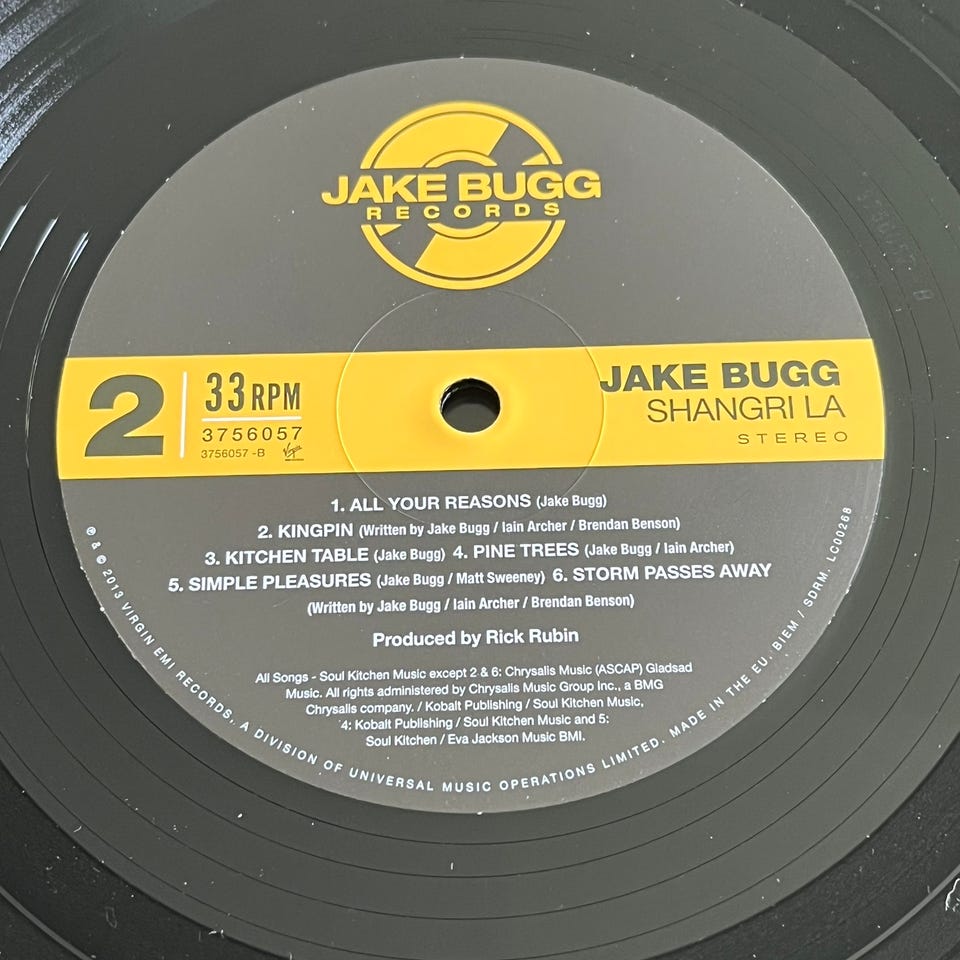 JAKE BUGG
RECORDS
2
33 RPM
3756057
3756057 -B
JAKE BUGG
SHANGRI LA
STEREO
1. ALL YOUR REASONS (Jake Bugg)
2. KINGPIN (Written by Jake Bugg / Iain Archer / Brendan Benson)
3. KITCHEN TABLE (Jake Bugg) 4. PINE TREES (Jake Bugg / Iain Archer)
5. SIMPLE PLEASURES (Jake Bugg / Matt Sweeney) 6. STORM PASSES AWAY
(Written by Jake Bugg / Iain Archer / Brendan Benson)
Produced by Rick Rubin
All Songs - Soul Kitchen Music except 2 & 6: Chrysalis Music (ASCAP) Gladsad
Music. All rights administered by Chrysalis Music Group Inc., a BMG
Chrysalis company. / Kobalt Publishing / Soul Kitchen Music,
4: Kobalt Publishing / Soul Kitchen Music and 5:
Soul Kitchen / Eva Jackson Music BMI.
℗ & © 2013 VIRGIN EMI RECORDS, A DIVISION OF UNIVERSAL MUSIC OPERATIONS LIMITED. MADE IN THE EU. BIEM / SDRM. LC00268